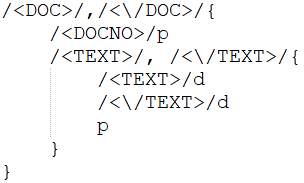 /<DOC>/,/<\/DOC>/{
/<DOCNO>/p
/<TEXT>/, /<\/TEXT>/{
/<TEXT>/d
/<\/TEXT>/d
p
}
}